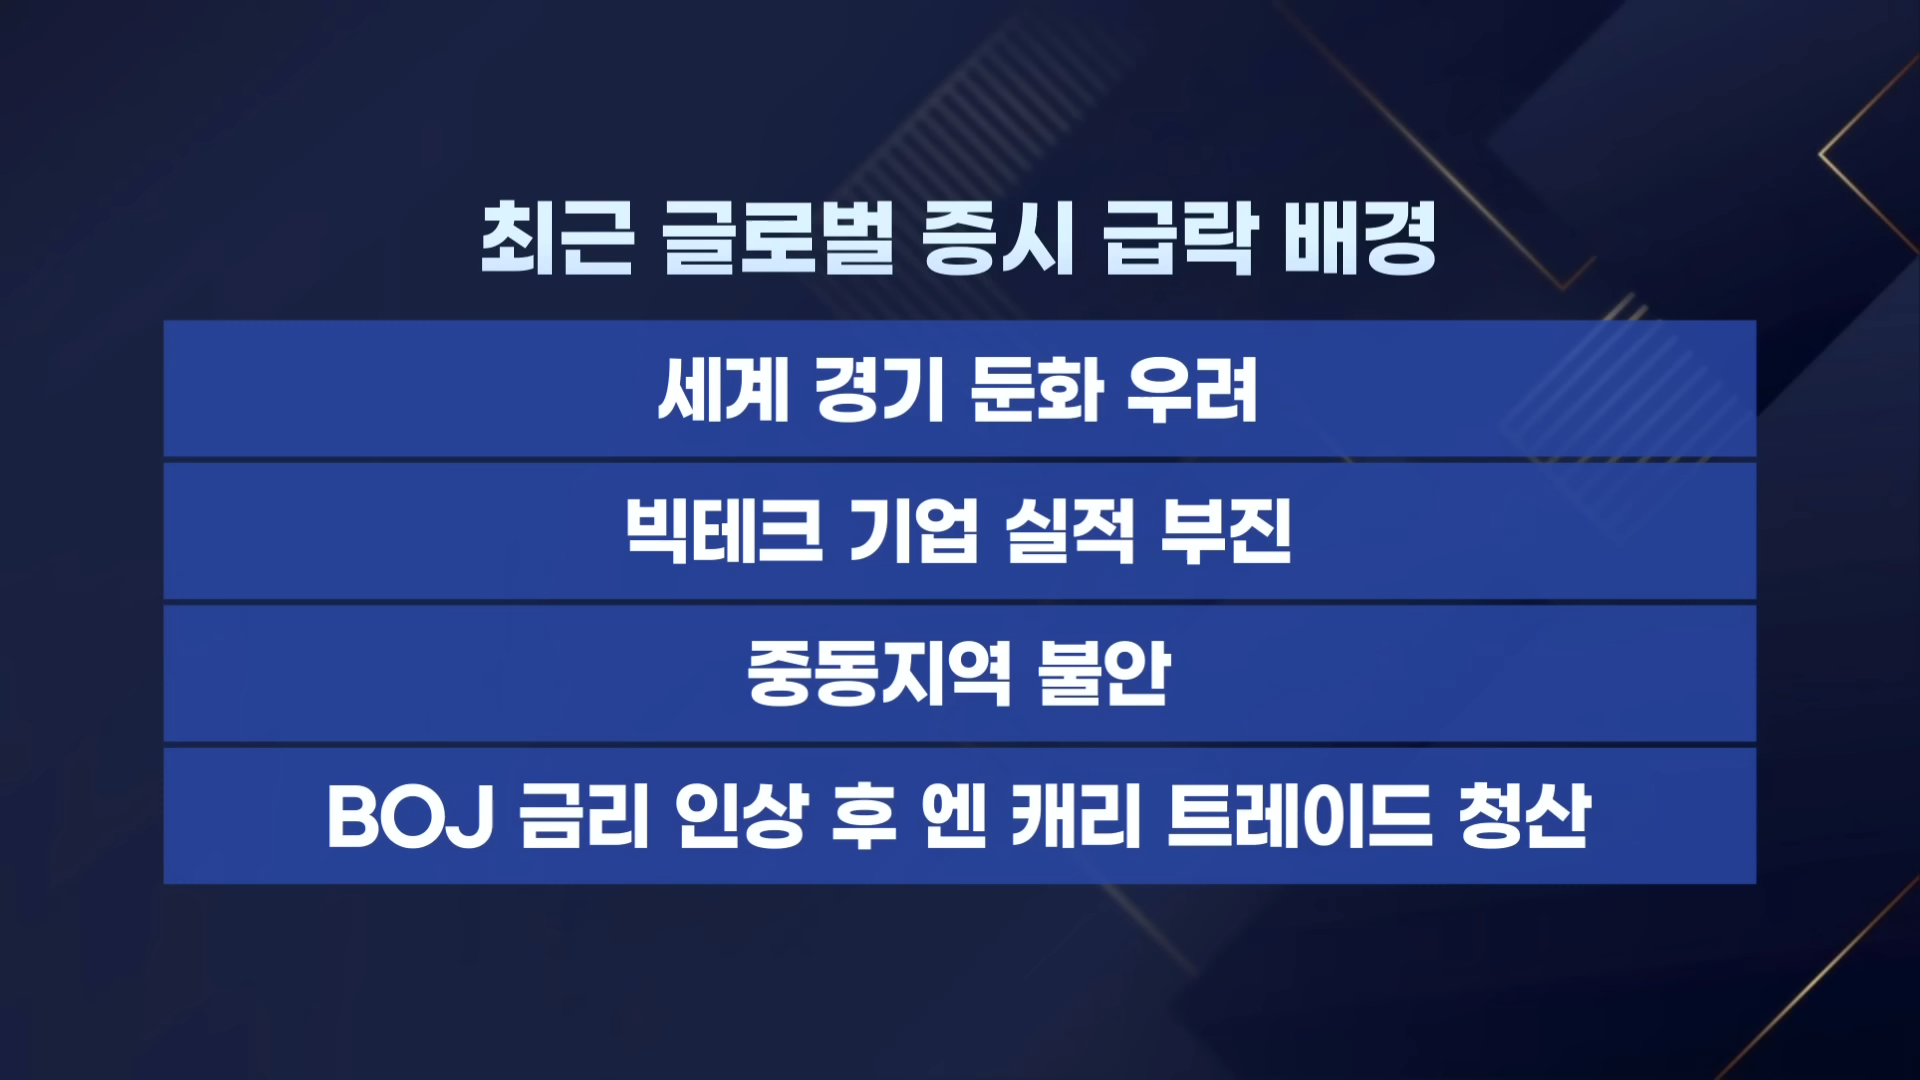 최근 글로벌 증시 급락 배경
세계 경기 둔화 우려
빅테크 기업 실적 부진
중동지역 불안
BOJ 금리 인상 후 엔 캐리 트레이드 청산